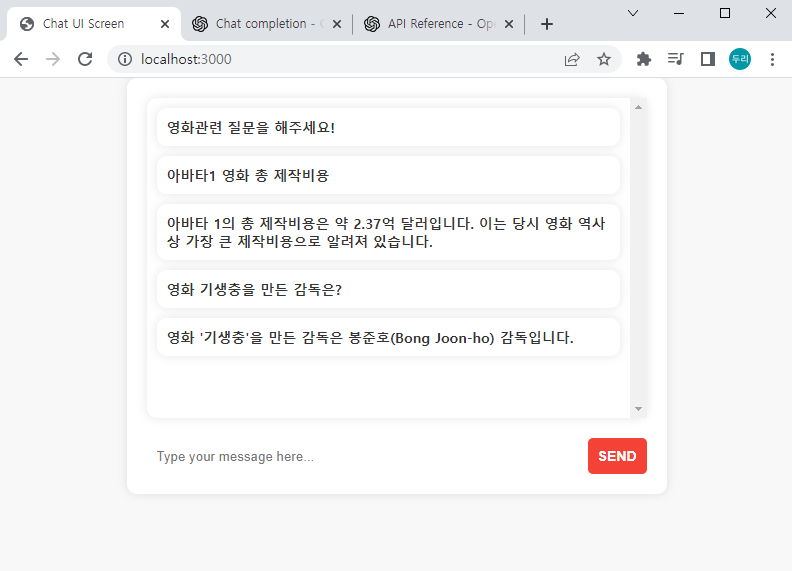 Chat UI Screen
Chat completion -
API Reference - Ope
localhost:3000
두리
영화관련 질문을 해주세요!
아바타1 영화 총 제작비용
아바타 1의 총 제작비용은 약 2.37억 달러입니다. 이는 당시 영화 역사
상 가장 큰 제작비용으로 알려져 있습니다.
영화 기생충을 만든 감독은?
영화 '기생충'을 만든 감독은 봉준호(Bong Joon-ho) 감독입니다.
Type your message here...
SEND